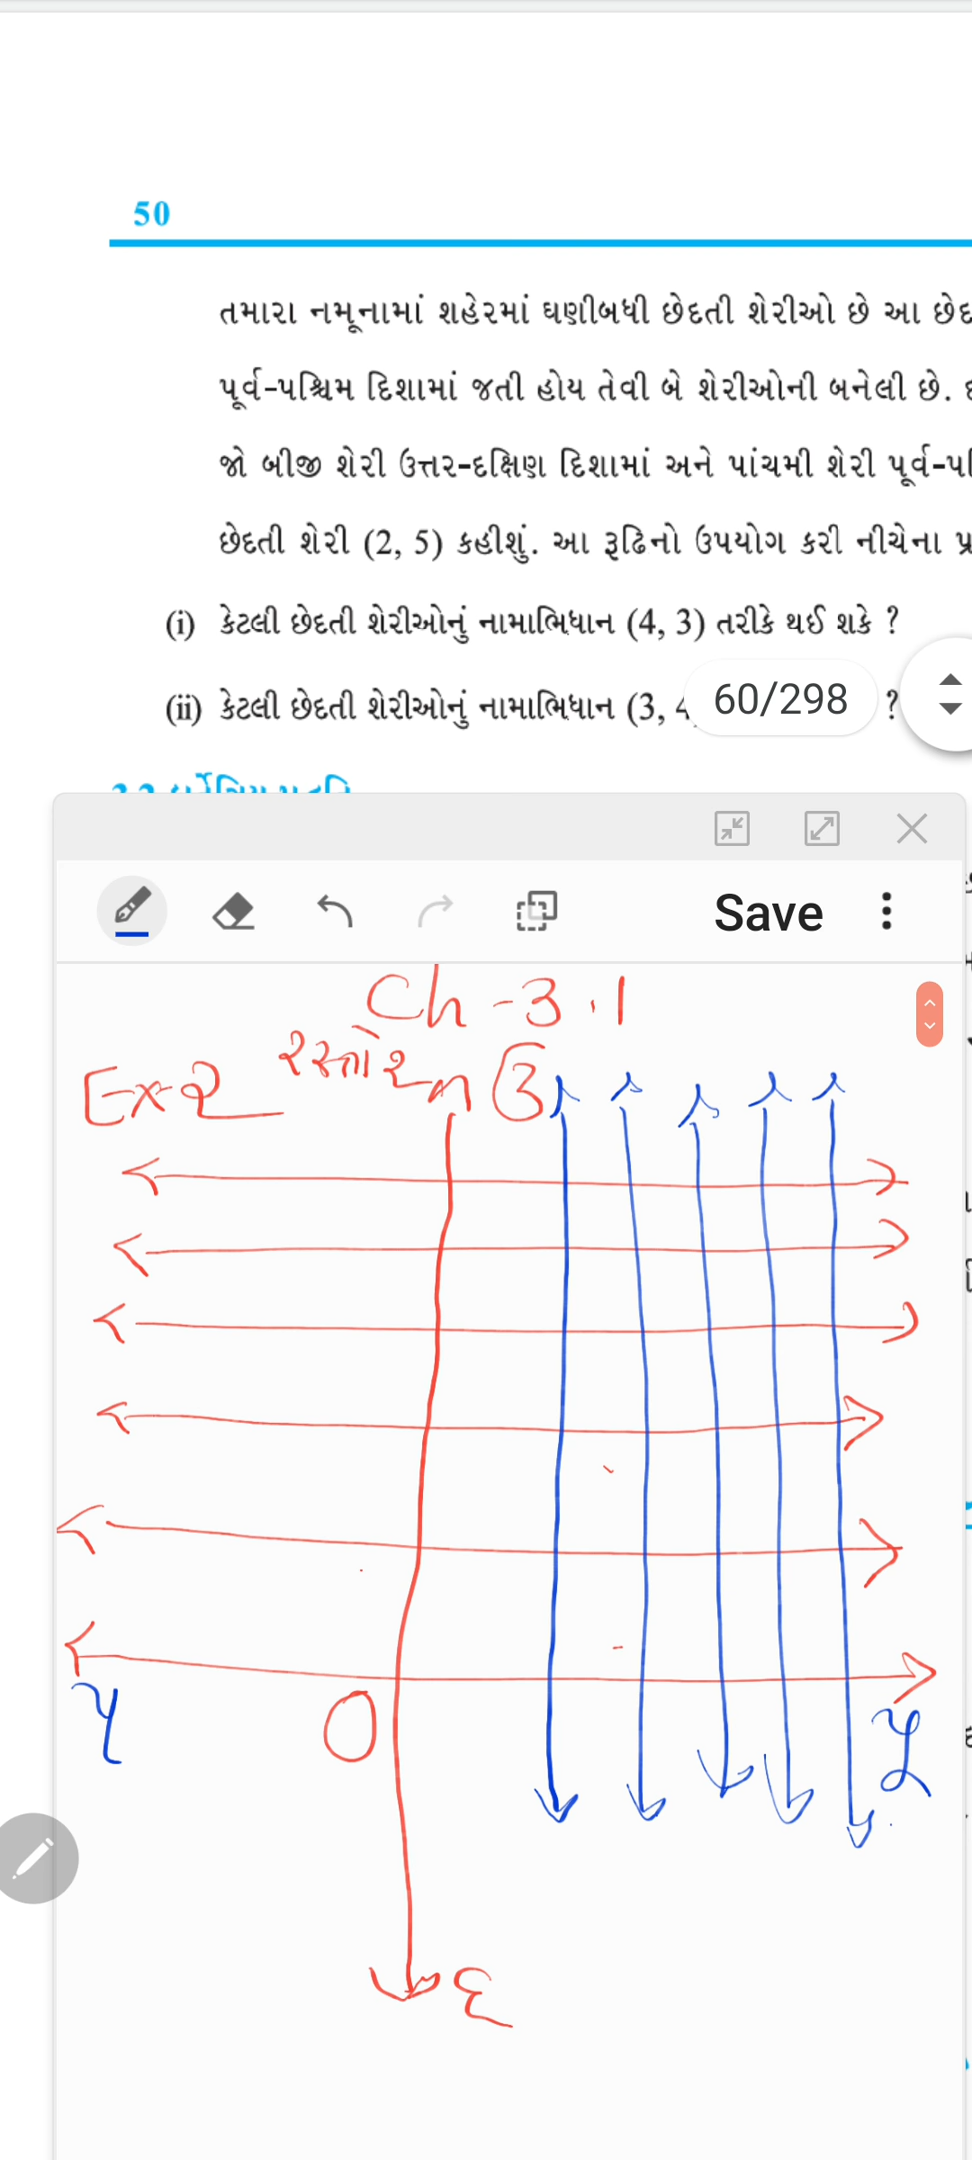 50
તમારા નમૂનામાં શહેરમાં ઘણીબધી છેદતી શેરીઓ છે આ
પૂર્વ-પશ્ચિમ દિશામાં જતી હોય તેવી બે શેરીઓની બનેલી છે.
જો બીજી શેરી ઉત્તર-દક્ષિણ દિશામાં અને પાંચમી શેરી
છેદતી શેરી (2, 5) કહીશું. આ રૂઢિનો ઉપયોગ કરી નીચેના
(i) કેટલી છેદતી શેરીઓનું નામાભિધાન (4, 3) તરીકે થઈ શકે ?
(ii) કેટલી છેદતી શેરીઓનું નામાભિધાન (3, ?
60/298
Save
Ch - 3.1
Ex-2
ઉ
પ
O
પૂ
દ